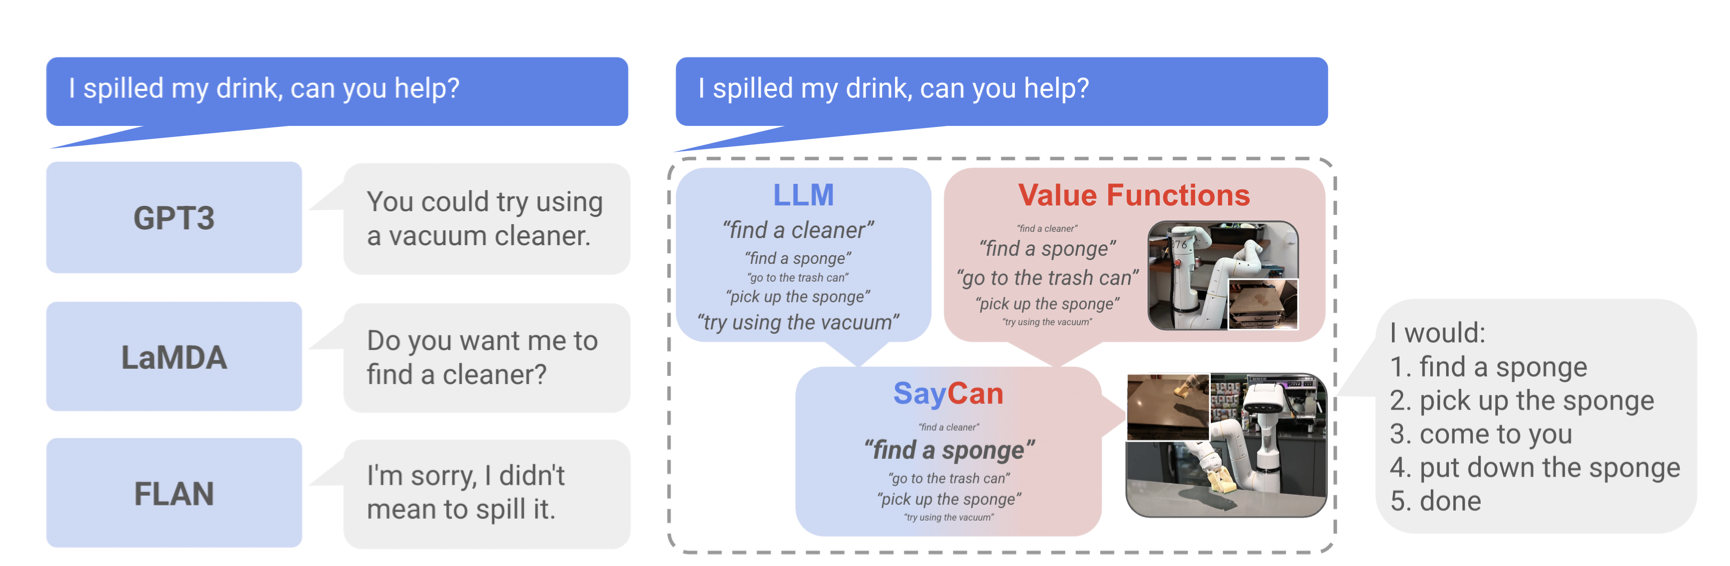 I spilled my drink, can you help?
GPT3
You could try using
a vacuum cleaner.
LaMDA
Do you want me to
find a cleaner?
FLAN
I'm sorry, I didn't
mean to spill it.
I spilled my drink, can you help?
LLM
“find a cleaner”
“find a sponge”
“go to the trash can”
“pick up the sponge”
“try using the vacuum”
Value Functions
“find a cleaner”
“find a sponge”
“go to the trash can”
“pick up the sponge”
“try using the vacuum”
76
SayCan
“find a cleaner”
“find a sponge”
“go to the trash can”
“pick up the sponge”
“try using the vacuum”
I would:
1. find a sponge
2. pick up the sponge
3. come to you
4. put down the sponge
5. done